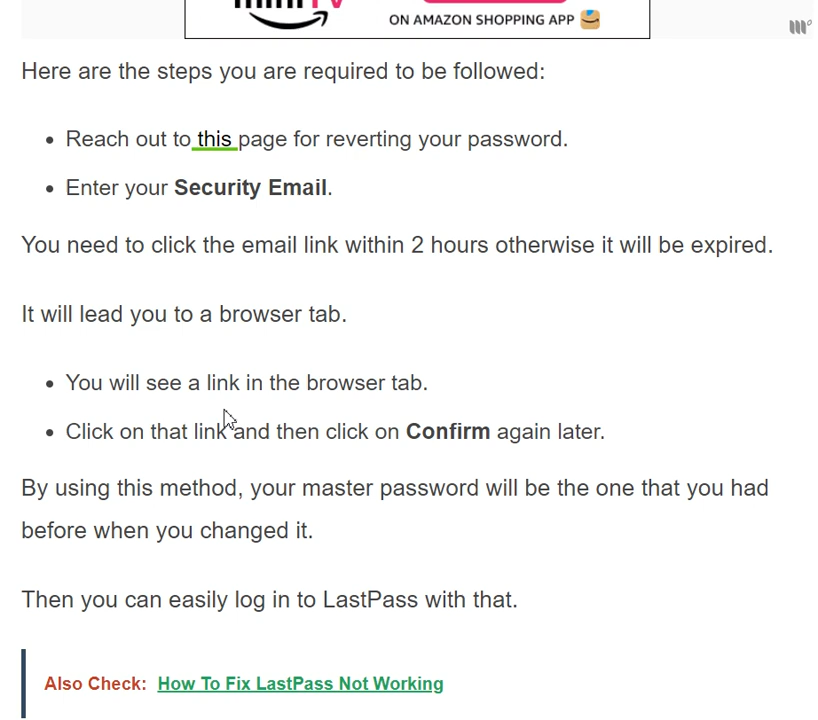 ON AMAZON SHOPPING APP
Here are the steps you are required to be followed:
Reach out to this page for reverting your password.
Enter your Security Email.
You need to click the email link within 2 hours otherwise it will be expired.
It will lead you to a browser tab.
You will see a link in the browser tab.
Click on that link and then click on Confirm again later.
By using this method, your master password will be the one that you had
before when you changed it.
Then you can easily log in to LastPass with that.
Also Check: How To Fix LastPass Not Working